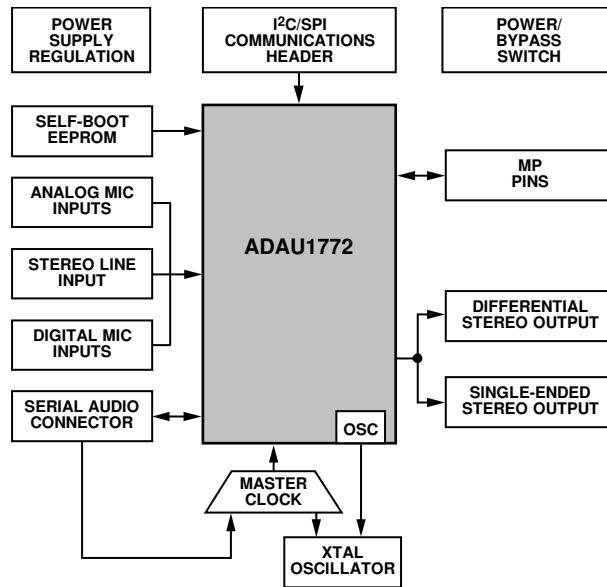 POWER
SUPPLY
REGULATION
I²C/SPI
COMMUNICATIONS
HEADER
POWER/
BYPASS
SWITCH
SELF-BOOT
EEPROM
ANALOG MIC
INPUTS
STEREO LINE
INPUT
DIGITAL MIC
INPUTS
SERIAL AUDIO
CONNECTOR
ADAU1772
MP
PINS
DIFFERENTIAL
STEREO OUTPUT
SINGLE-ENDED
STEREO OUTPUT
OSC
MASTER
CLOCK
XTAL
OSCILLATOR